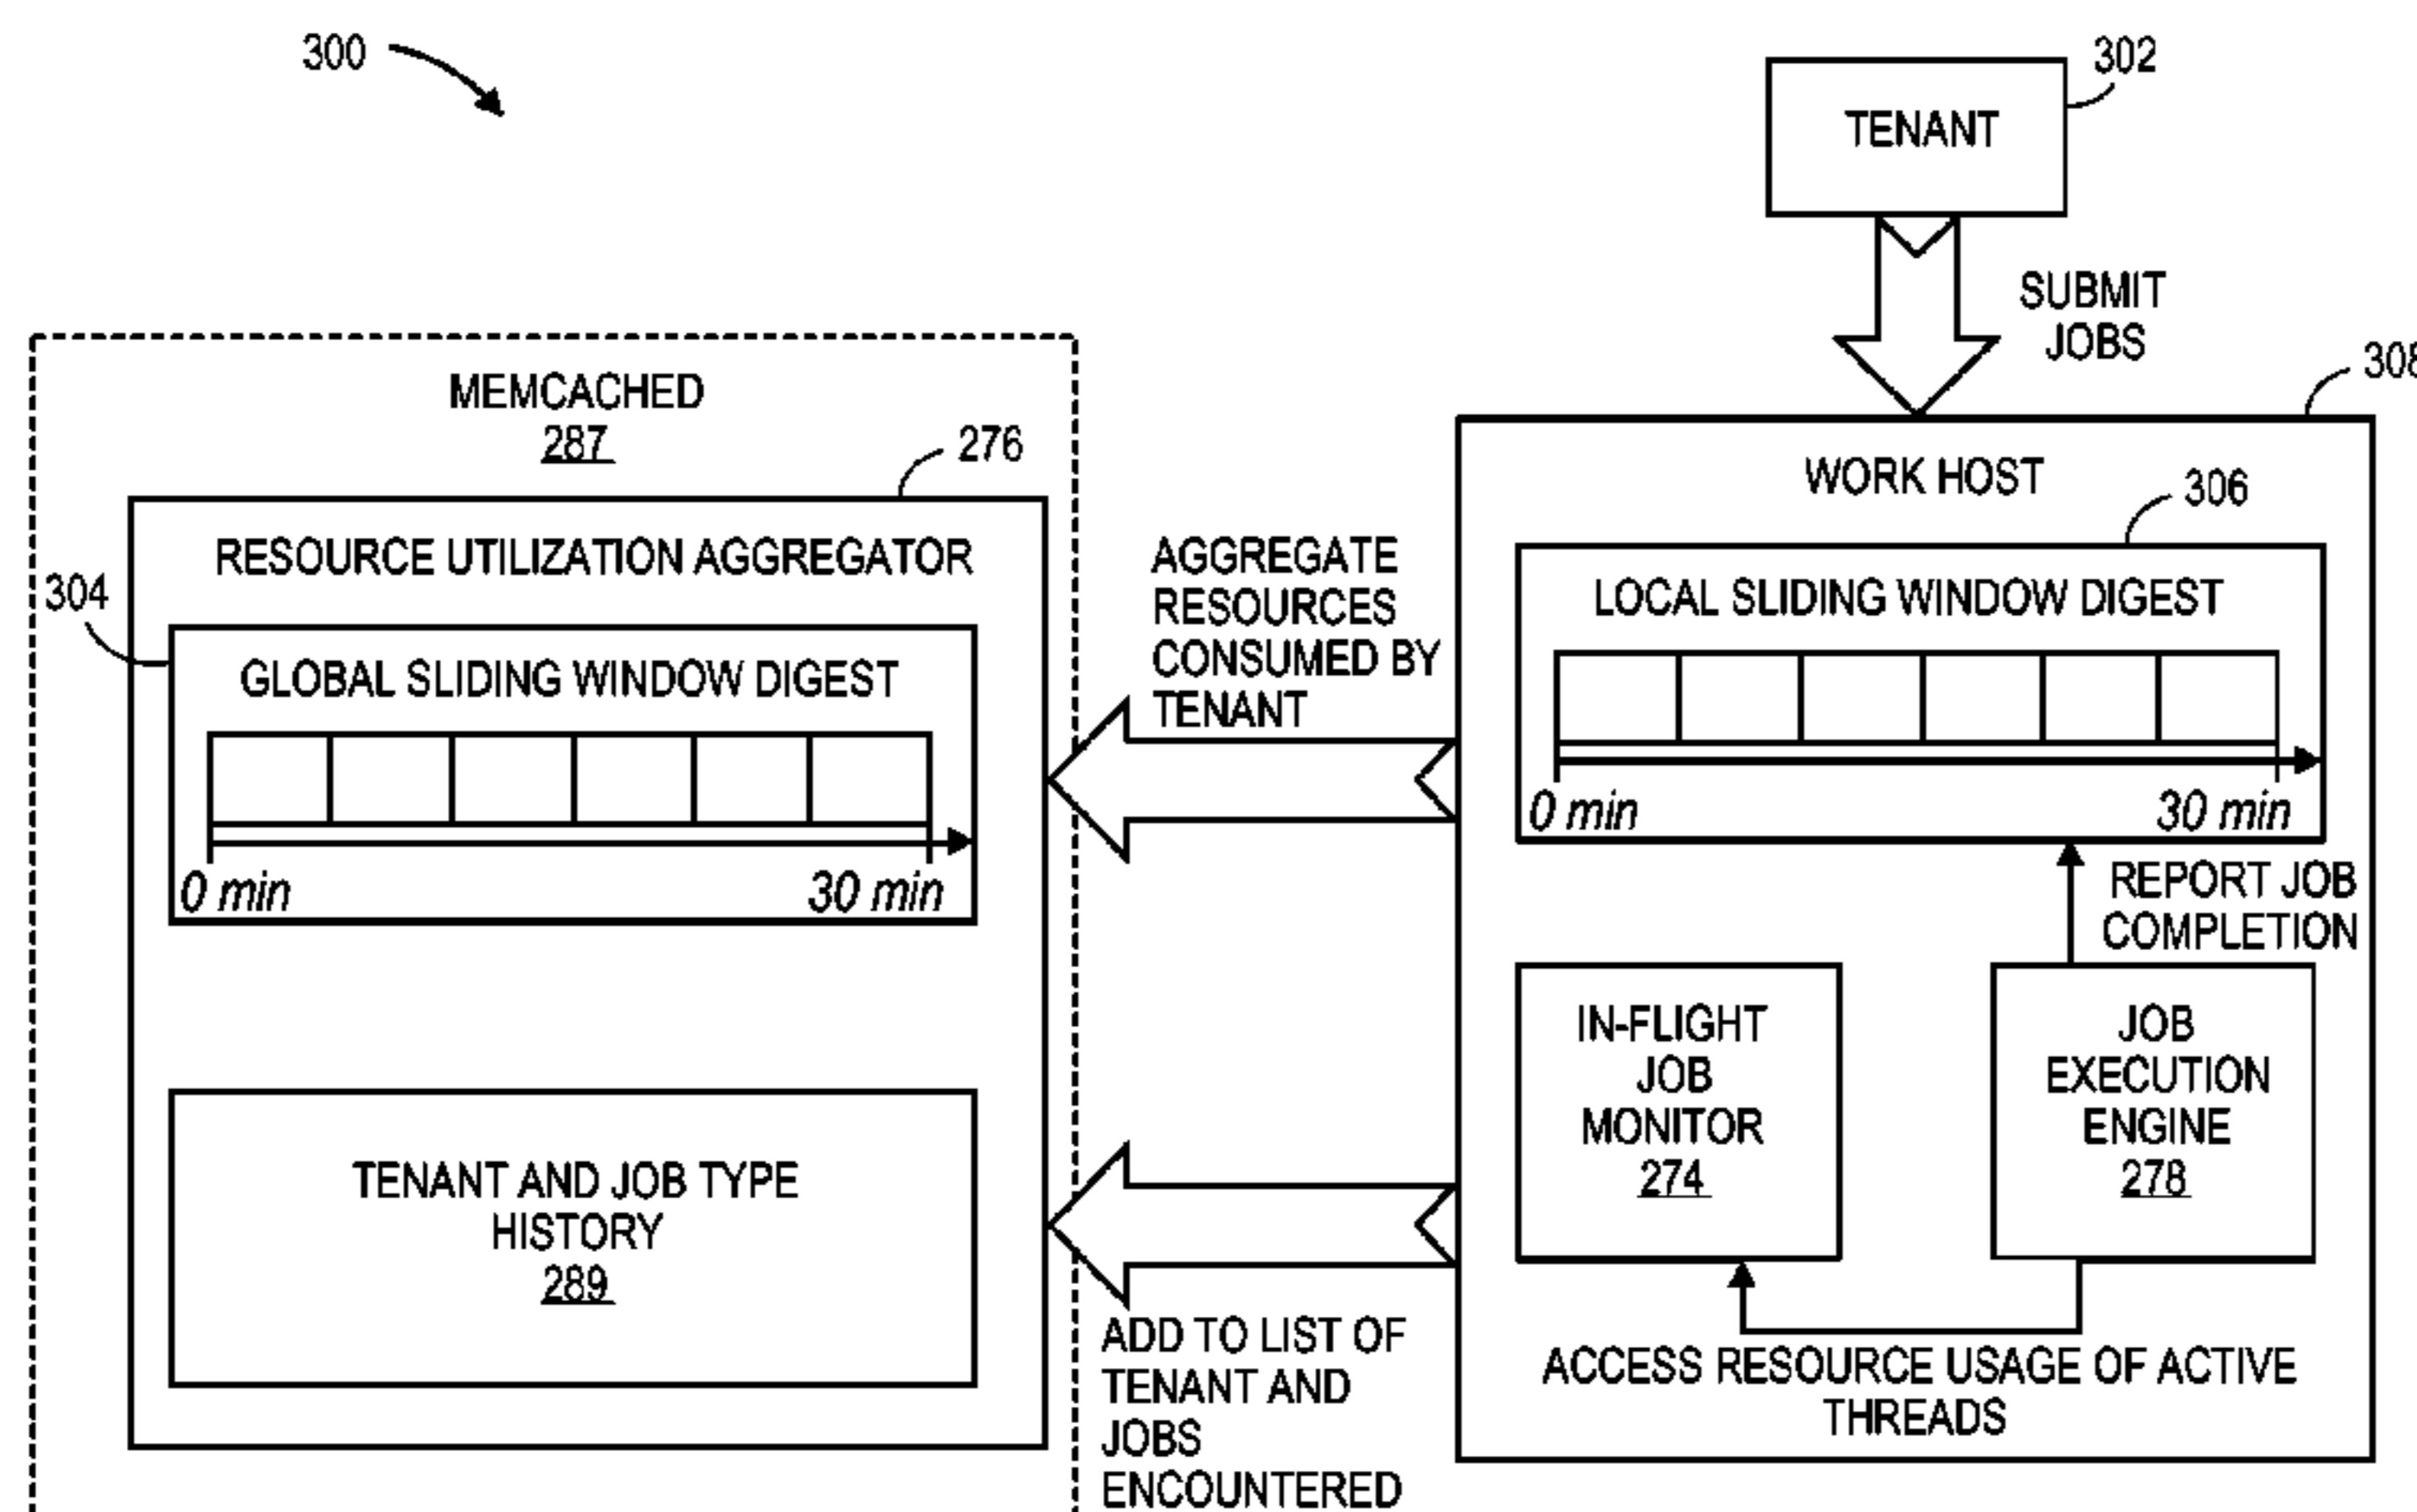 300
302
TENANT
SUBMIT
JOBS
308
MEMCACHED
287
276
RESOURCE UTILIZATION AGGREGATOR
304
GLOBAL SLIDING WINDOW DIGEST
0 min
30 min
TENANT AND JOB TYPE
HISTORY
289
AGGREGATE
RESOURCES
CONSUMED BY
TENANT
ADD TO LIST OF
TENANT AND
JOBS
ENCOUNTERED
WORK HOST
306
LOCAL SLIDING WINDOW DIGEST
0 min
30 min
REPORT JOB
COMPLETION
IN-FLIGHT
JOB
MONITOR
274
JOB
EXECUTION
ENGINE
278
ACCESS RESOURCE USAGE OF ACTIVE
THREADS